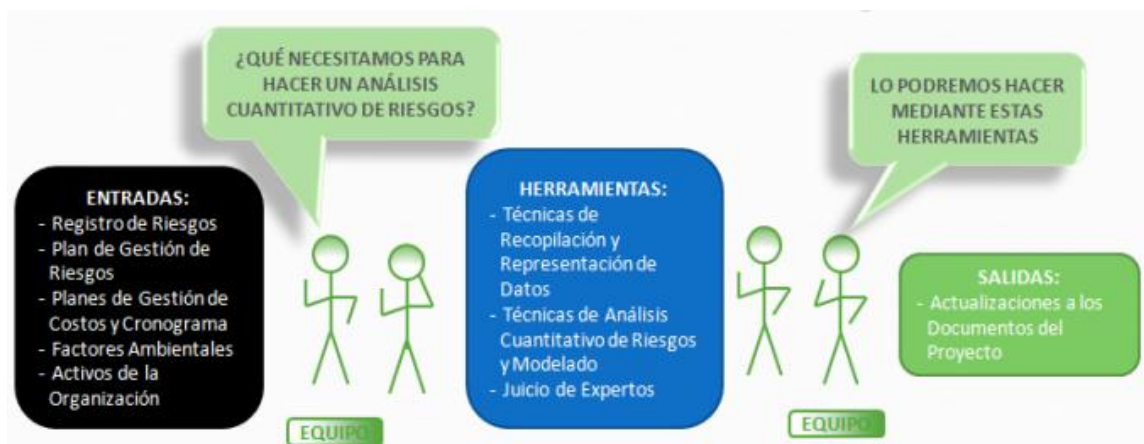 ¿QUÉ NECESITAMOS PARA
HACER UN ANÁLISIS
CUANTITATIVO DE RIESGOS?
LO PODREMOS HACER
MEDIANTE ESTAS
HERRAMIENTAS
ENTRADAS:
- Registro de Riesgos
- Plan de Gestión de
Riesgos
- Planes de Gestión de
Costos y Cronograma
- Factores Ambientales
- Activos de la
Organización
HERRAMIENTAS:
- Técnicas de
Recopilación y
Representación de
Datos
- Técnicas de Análisis
Cuantitativo de Riesgos
y Modelado
- Juicio de Expertos
SALIDAS:
- Actualizaciones a los
Documentos del
Proyecto
EQUIPO
EQUIPO